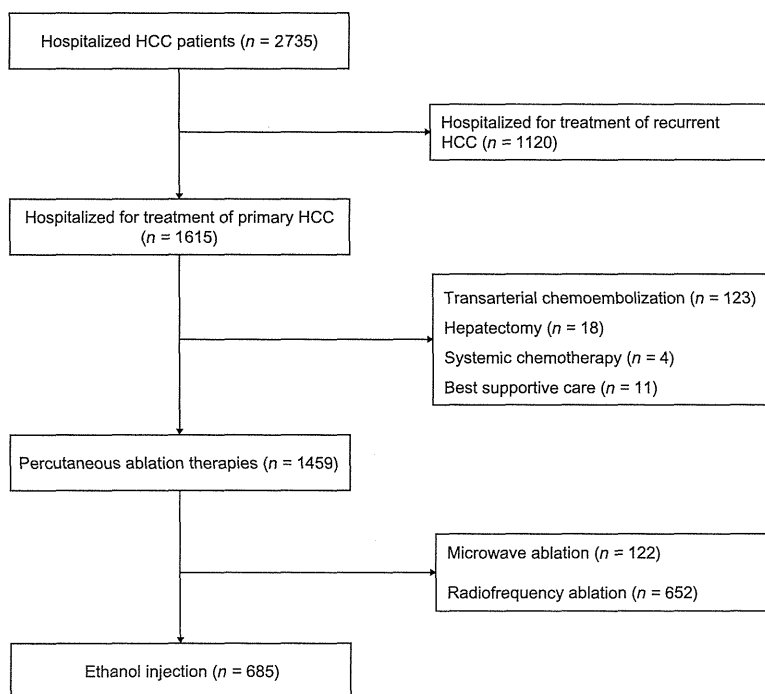 Hospitalized HCC patients (n = 2735)
Hospitalized for treatment of recurrent
HCC (n = 1120)
Hospitalized for treatment of primary HCC
(n = 1615)
Transarterial chemoembolization (n = 123)
Hepatectomy (n = 18)
Systemic chemotherapy (n = 4)
Best supportive care (n = 11)
Percutaneous ablation therapies (n = 1459)
Microwave ablation (n = 122)
Radiofrequency ablation (n = 652)
Ethanol injection (n = 685)